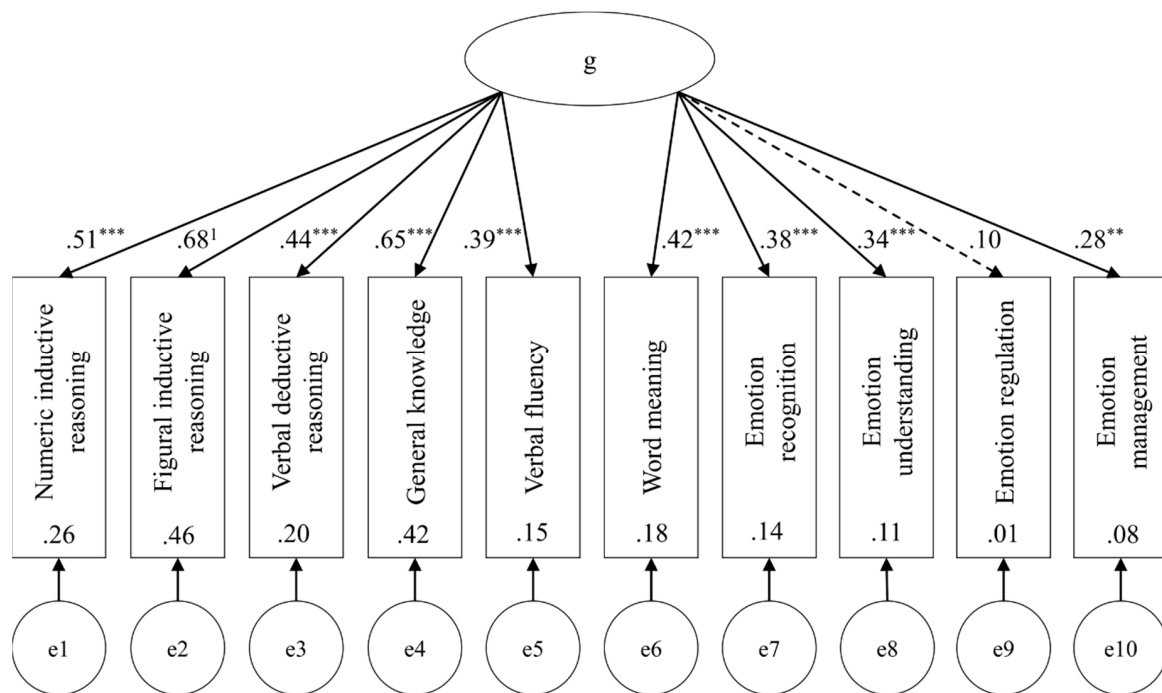 g
.51***
.68¹
.44***
.65***
.39***
.42***
.38***
.34***
.10
.28**
Numeric inductive
reasoning
Figural inductive
reasoning
Verbal deductive
reasoning
General knowledge
Verbal fluency
Word meaning
Emotion
recognition
Emotion
understanding
Emotion regulation
Emotion
management
.26
.46
.20
.42
.15
.18
.14
.11
.01
.08
e1
e2
e3
e4
e5
e6
e7
e8
e9
e10